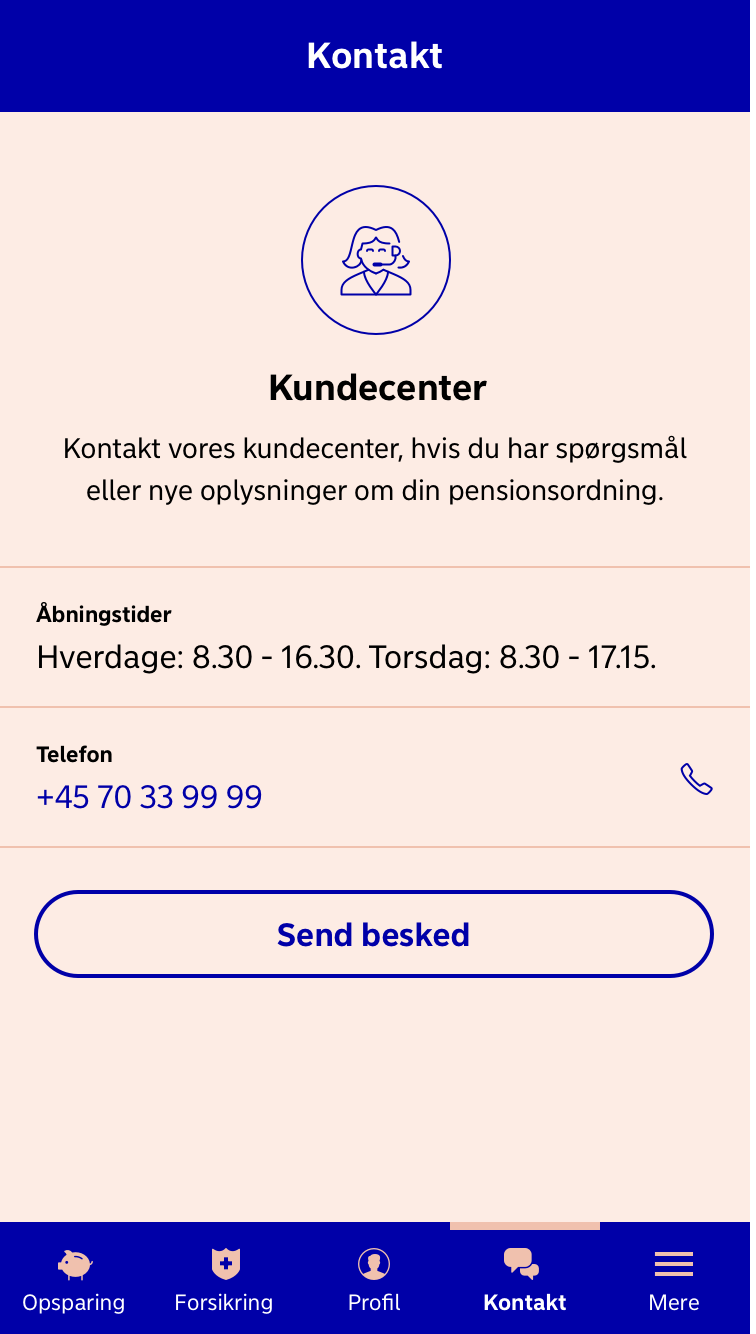 Kontakt
Kundecenter
Kontakt vores kundecenter, hvis du har spørgsmål
eller nye oplysninger om din pensionsordning.
Åbningstider
Hverdage: 8.30 - 16.30. Torsdag: 8.30 - 17.15.
Telefon
+45 70 33 99 99
Send besked
Opsparing Forsikring Profil Kontakt Mere